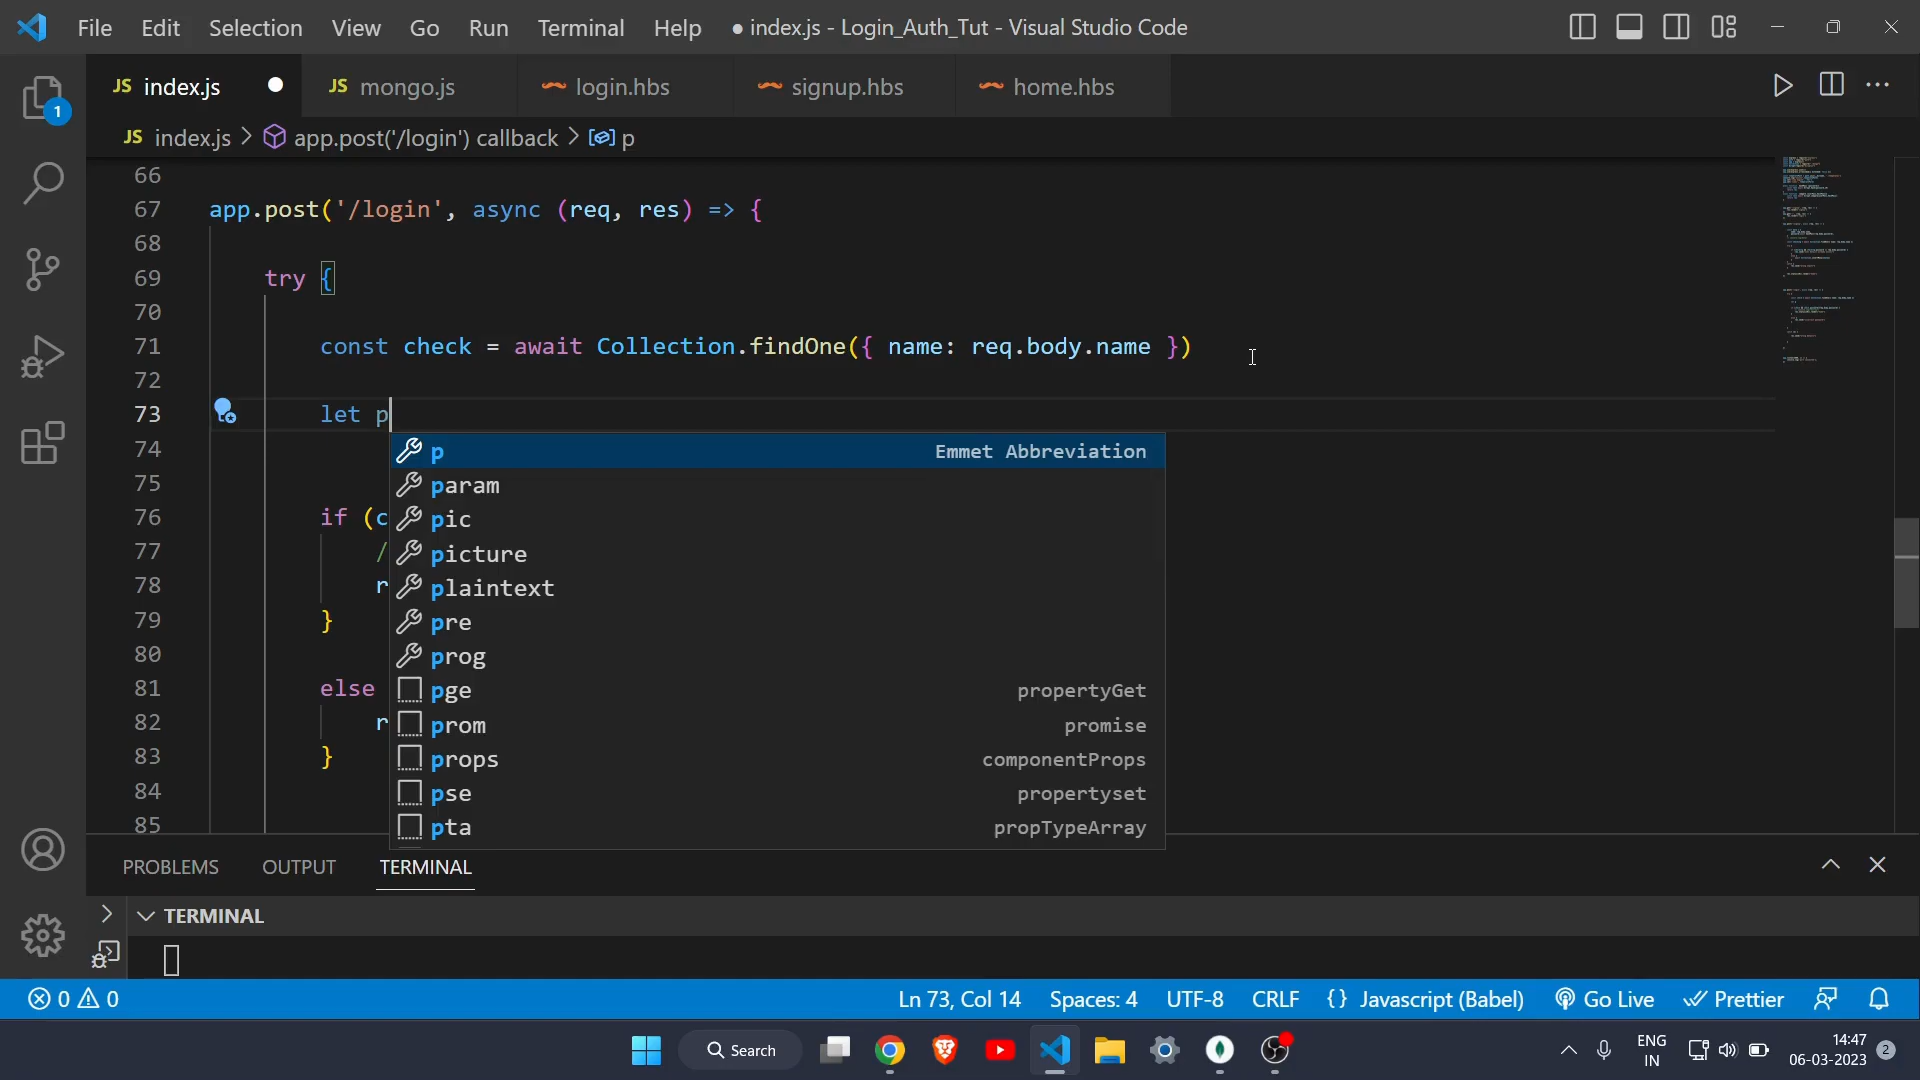 File Edit Selection View Go Run Terminal Help ● index.js - Login_Auth_Tut - Visual Studio Code
JS index.js JS mongo.js login.hbs signup.hbs home.hbs
1
JS index.js > app.post('/login') callback > p
66
67 app.post('/login', async (req, res) => {
68
69 try {
70
71 const check = await Collection.findOne({ name: req.body.name })
72
73 let p
74
75
76 if (c
77 /
78 r
79 }
80
81 else
82 r
83 }
84
85
p Emmet Abbreviation
param
pic
picture
plaintext
pre
prog
pge propertyGet
prom promise
props componentProps
pse propertyset
pta propTypeArray
PROBLEMS OUTPUT TERMINAL
TERMINAL
0 0 Ln 73, Col 14 Spaces: 4 UTF-8 CRLF {} Javascript (Babel) Go Live Prettier
Search ENG IN 14:47 06-03-2023 2